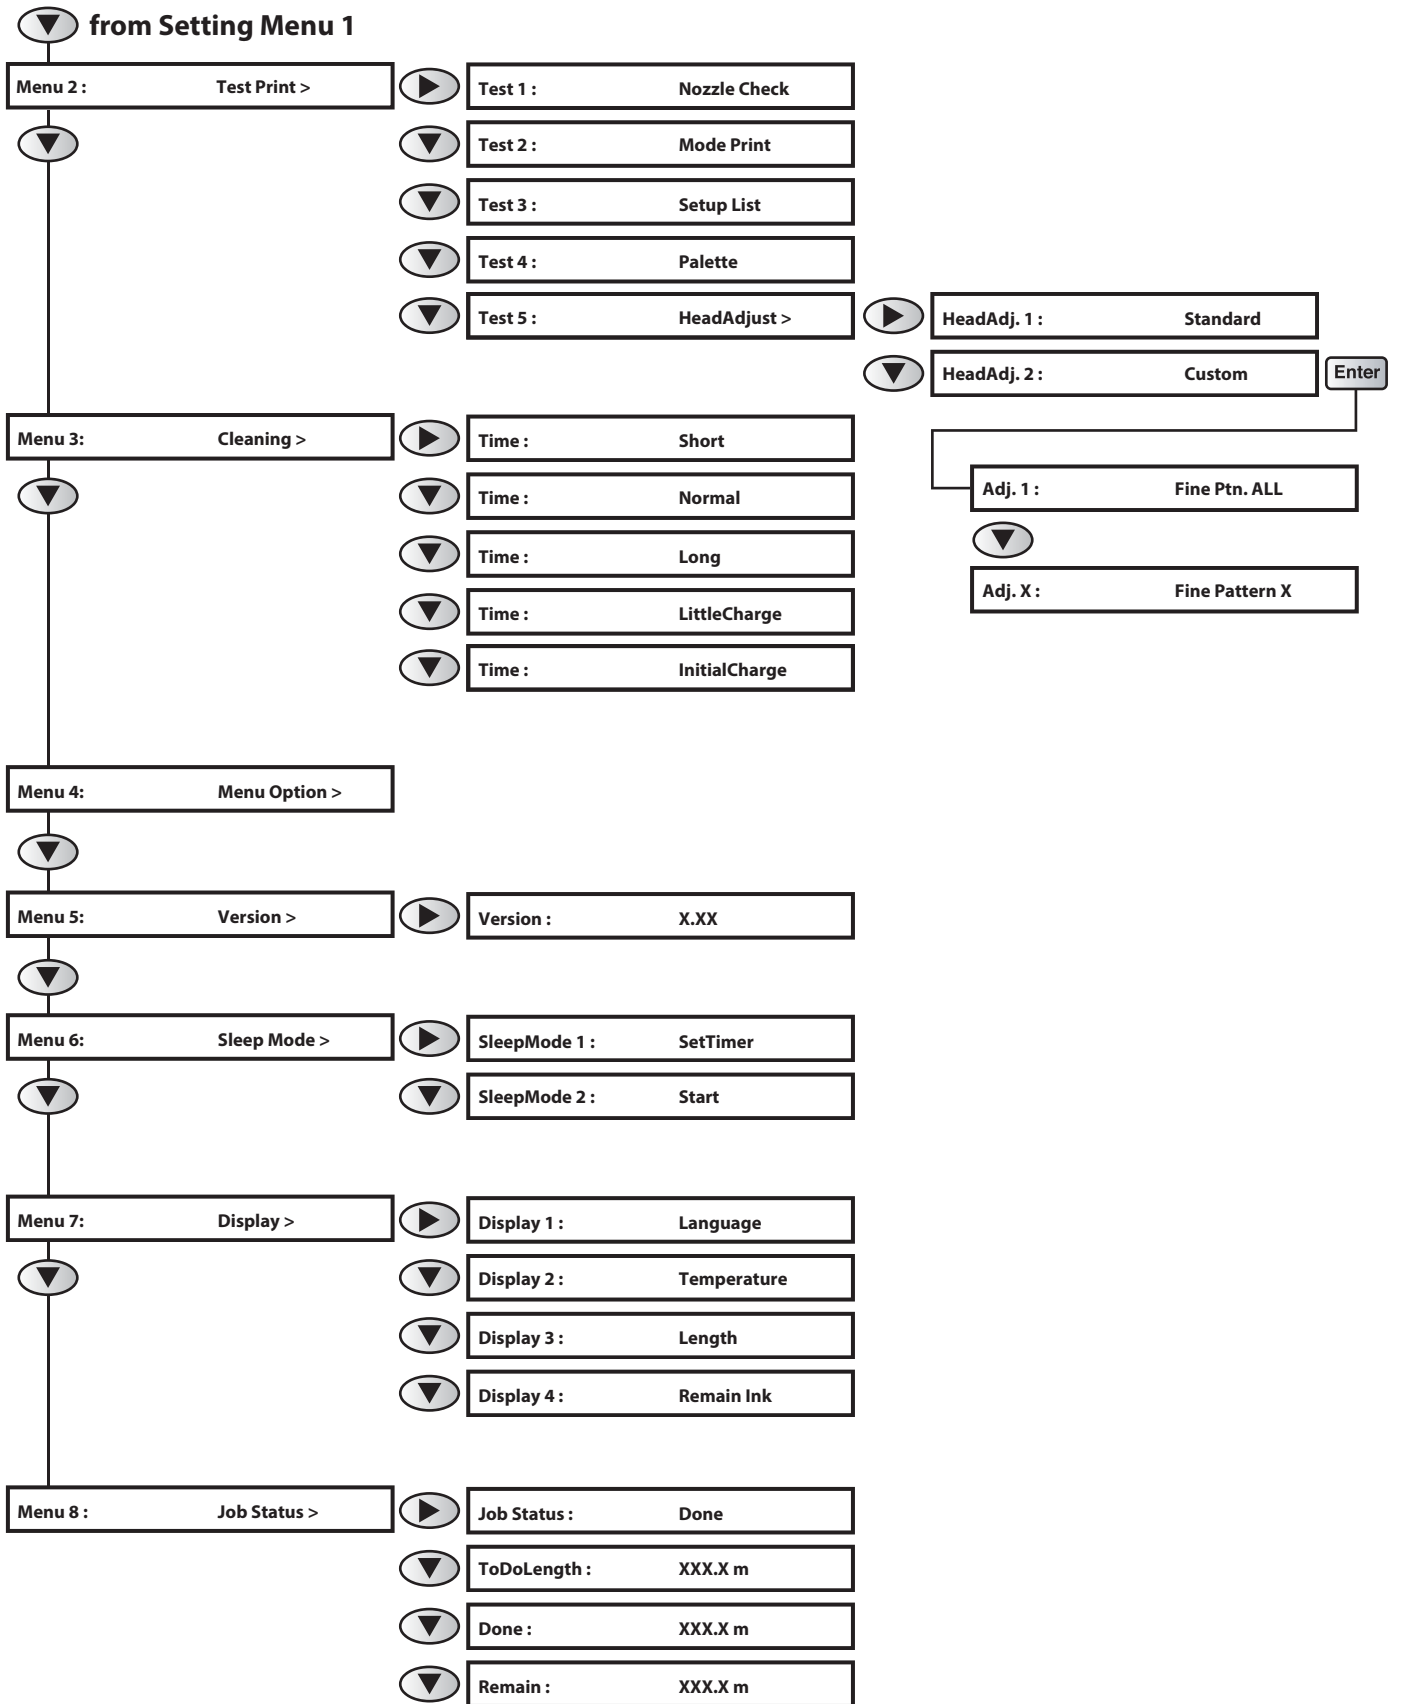 from Setting Menu 1
Menu 2 : Test Print >
Test 1 : Nozzle Check
Test 2 : Mode Print
Test 3 : Setup List
Test 4 : Palette
Test 5 : HeadAdjust >
HeadAdj. 1 : Standard
HeadAdj. 2 : Custom
Enter
Adj. 1 : Fine Ptn. ALL
Adj. X : Fine Pattern X
Menu 3: Cleaning >
Time : Short
Time : Normal
Time : Long
Time : LittleCharge
Time : InitialCharge
Menu 4: Menu Option >
Menu 5: Version >
Version : X.XX
Menu 6: Sleep Mode >
SleepMode 1 : SetTimer
SleepMode 2 : Start
Menu 7: Display >
Display 1 : Language
Display 2 : Temperature
Display 3 : Length
Display 4 : Remain Ink
Menu 8 : Job Status >
Job Status : Done
ToDoLength : XXX.X m
Done : XXX.X m
Remain : XXX.X m